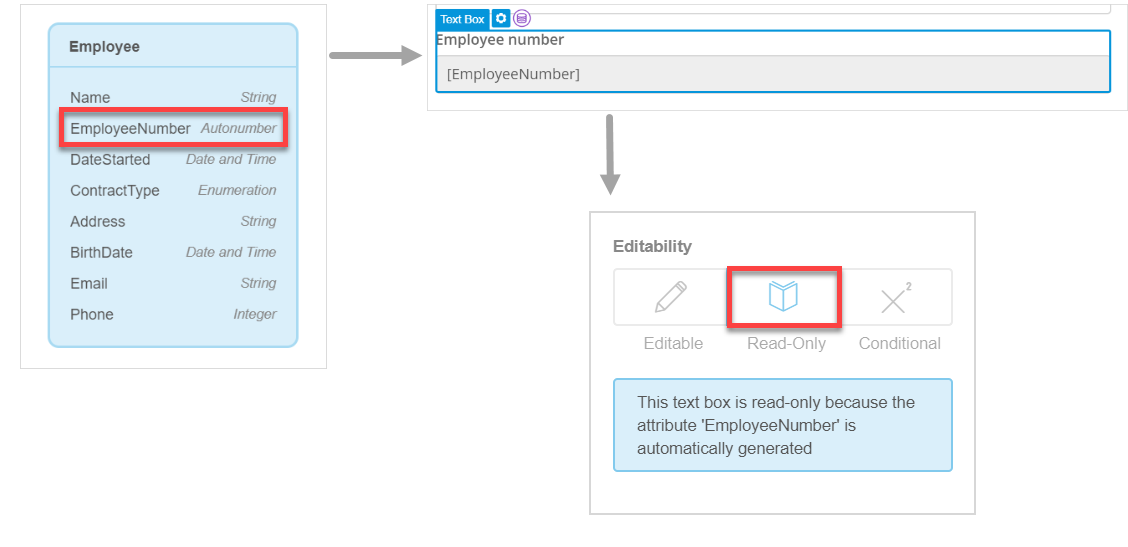 Employee
Name String
EmployeeNumber Autonumber
DateStarted Date and Time
ContractType Enumeration
Address String
BirthDate Date and Time
Email String
Phone Integer
Text Box
Employee number
[EmployeeNumber]
Editability
2
Editable Read-Only Conditional
This text box is read-only because the
attribute 'EmployeeNumber' is
automatically generated